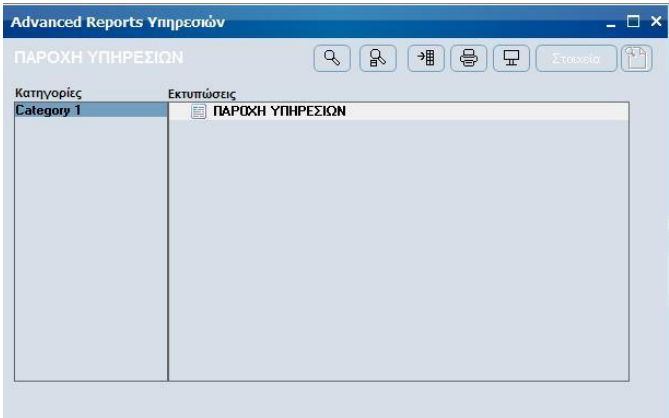 Advanced Reports Υπηρεσιών
ΠΑΡΟΧΗ ΥΠΗΡΕΣΙΩΝ
Στοιχεία
Κατηγορίες
Εκτυπώσεις
Category 1
ΠΑΡΟΧΗ ΥΠΗΡΕΣΙΩΝ